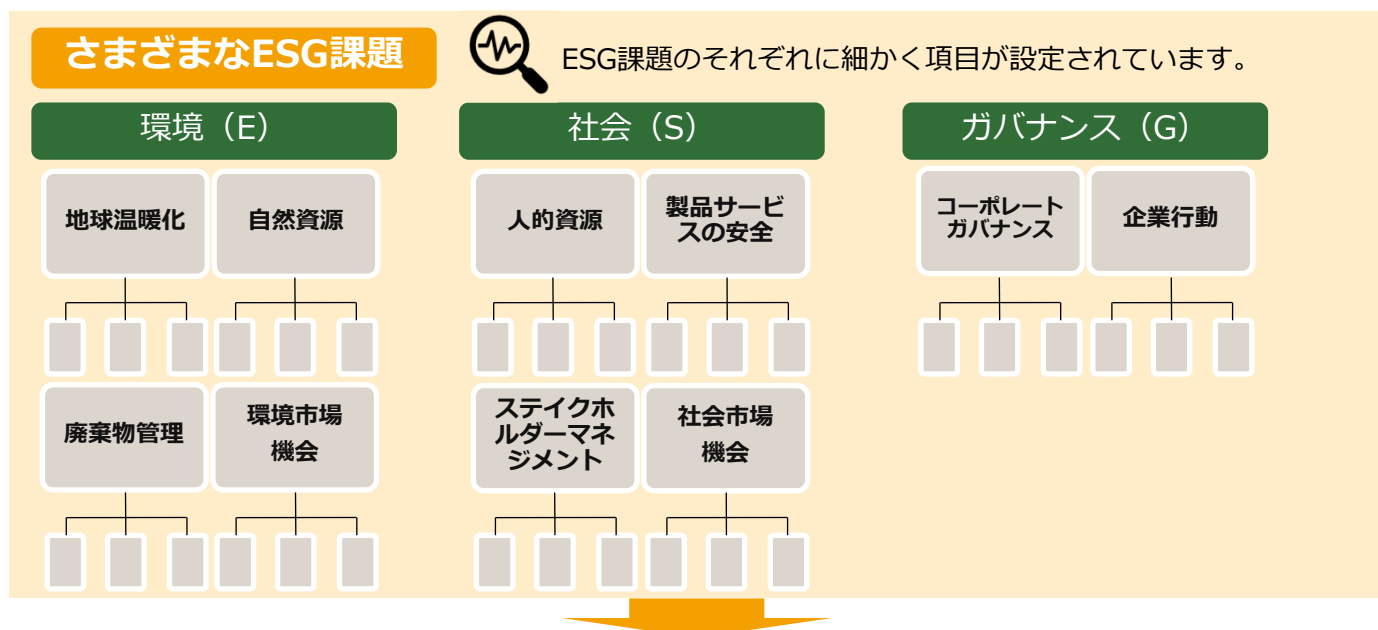 さまざまなESG課題
ESG課題のそれぞれに細かく項目が設定されています。
環境（E）
社会（S）
ガバナンス（G）
地球温暖化
自然資源
人的資源
製品サービ
スの安全
コーポレート
ガバナンス
企業行動
廃棄物管理
環境市場
機会
ステイクホ
ルダーマネ
ジメント
社会市場
機会